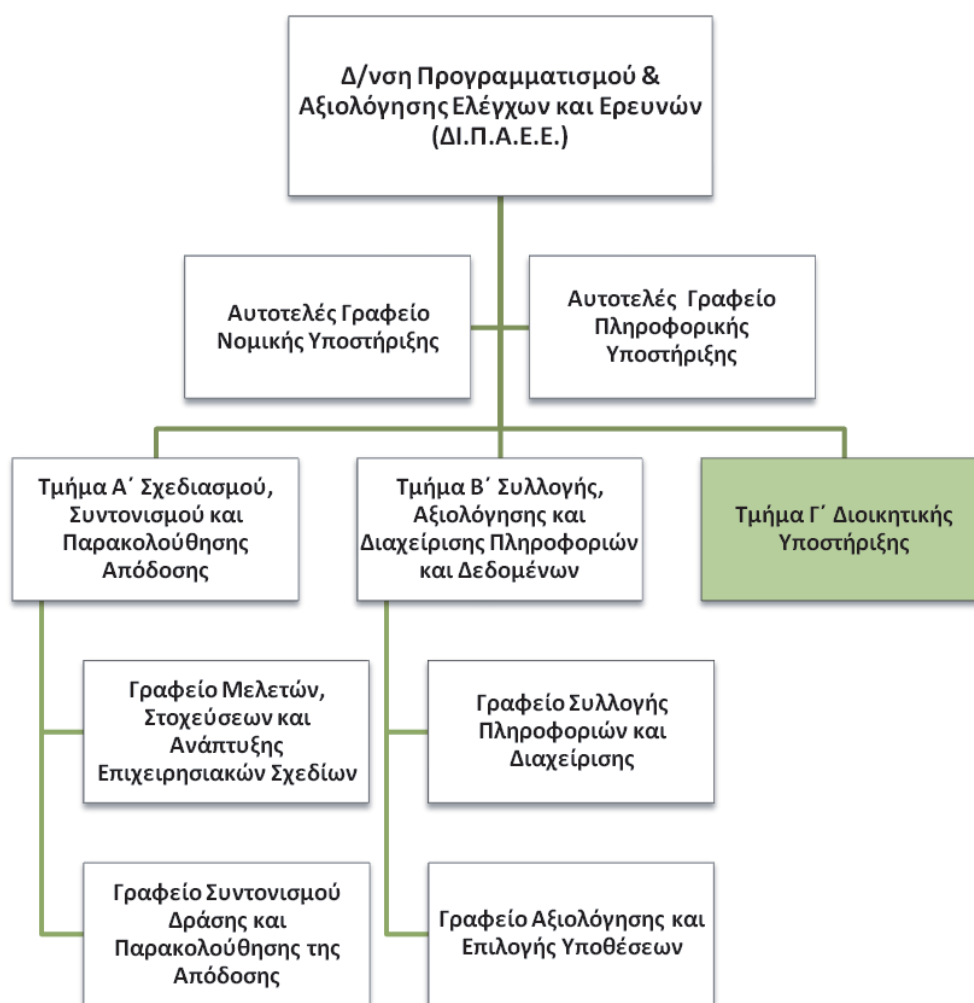 Δ/νση Προγραμματισμού &
Αξιολόγησης Ελέγχων και Ερευνών
(ΔΙ.Π.Α.Ε.Ε.)
Αυτοτελές Γραφείο
Νομικής Υποστήριξης
Αυτοτελές Γραφείο
Πληροφορικής
Υποστήριξης
Τμήμα Α΄ Σχεδιασμού,
Συντονισμού και
Παρακολούθησης
Απόδοσης
Τμήμα Β΄ Συλλογής,
Αξιολόγησης και
Διαχείρισης Πληροφοριών
και Δεδομένων
Τμήμα Γ΄ Διοικητικής
Υποστήριξης
Γραφείο Μελετών,
Στοχεύσεων και
Ανάπτυξης
Επιχειρησιακών Σχεδίων
Γραφείο Συλλογής
Πληροφοριών και
Διαχείρισης
Γραφείο Συντονισμού
Δράσης και
Παρακολούθησης της
Απόδοσης
Γραφείο Αξιολόγησης και
Επιλογής Υποθέσεων